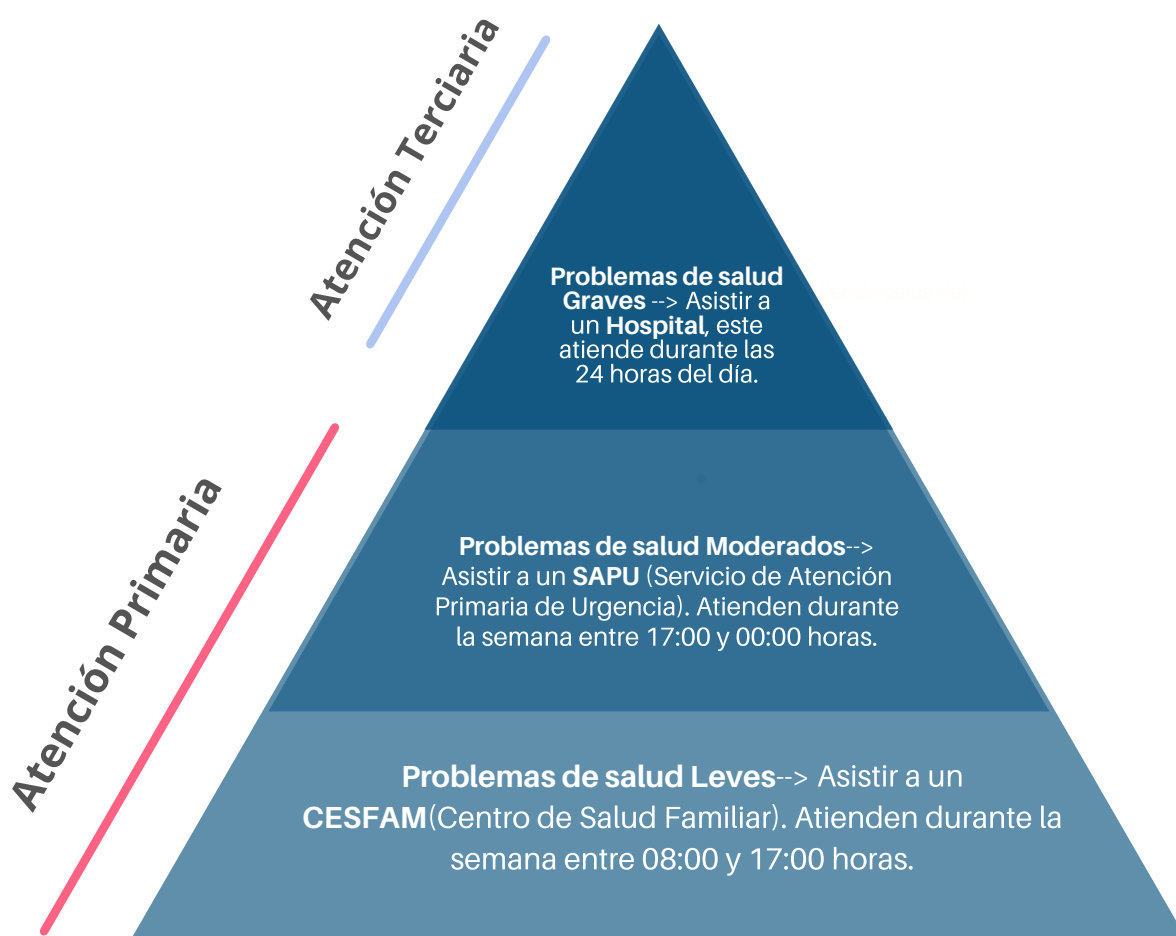 Atención Terciaria
Problemas de salud
Graves --> Asistir a
un Hospital, este
atiende durante las
24 horas del día.
Atención Primaria
Problemas de salud Moderados-->
Asistir a un SAPU (Servicio de Atención
Primaria de Urgencia). Atienden durante
la semana entre 17:00 y 00:00 horas.
Problemas de salud Leves--> Asistir a un
CESFAM(Centro de Salud Familiar). Atienden durante la
semana entre 08:00 y 17:00 horas.